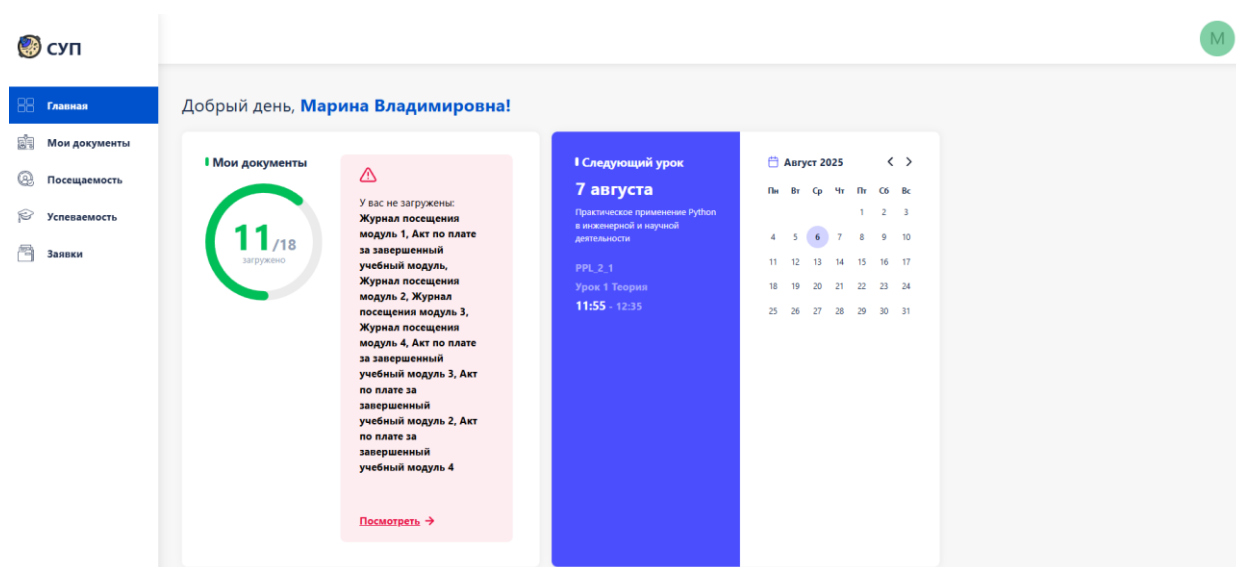 СУП
М
Главная
Мои документы
Посещаемость
Успеваемость
Заявки
Добрый день, Марина Владимировна!
Мои документы
11/18
загружено
У вас не загружены:
Журнал посещения
модуль 1, Акт по плате
за завершенный
учебный модуль,
Журнал посещения
модуль 2, Журнал
посещения модуль 3,
Журнал посещения
модуль 4, Акт по плате
за завершенный
учебный модуль 3, Акт
по плате за
завершенный
учебный модуль 2, Акт
по плате за
завершенный
учебный модуль 4
Посмотреть →
Следующий урок
7 августа
Практическое применение Python
в инженерной и научной
деятельности
PPL_2_1
Урок 1 Теория
11:55 - 12:35
Август 2025 < >
Пн Вт Ср Чт Пт Сб Вс
1 2 3
4 5 6 7 8 9 10
11 12 13 14 15 16 17
18 19 20 21 22 23 24
25 26 27 28 29 30 31